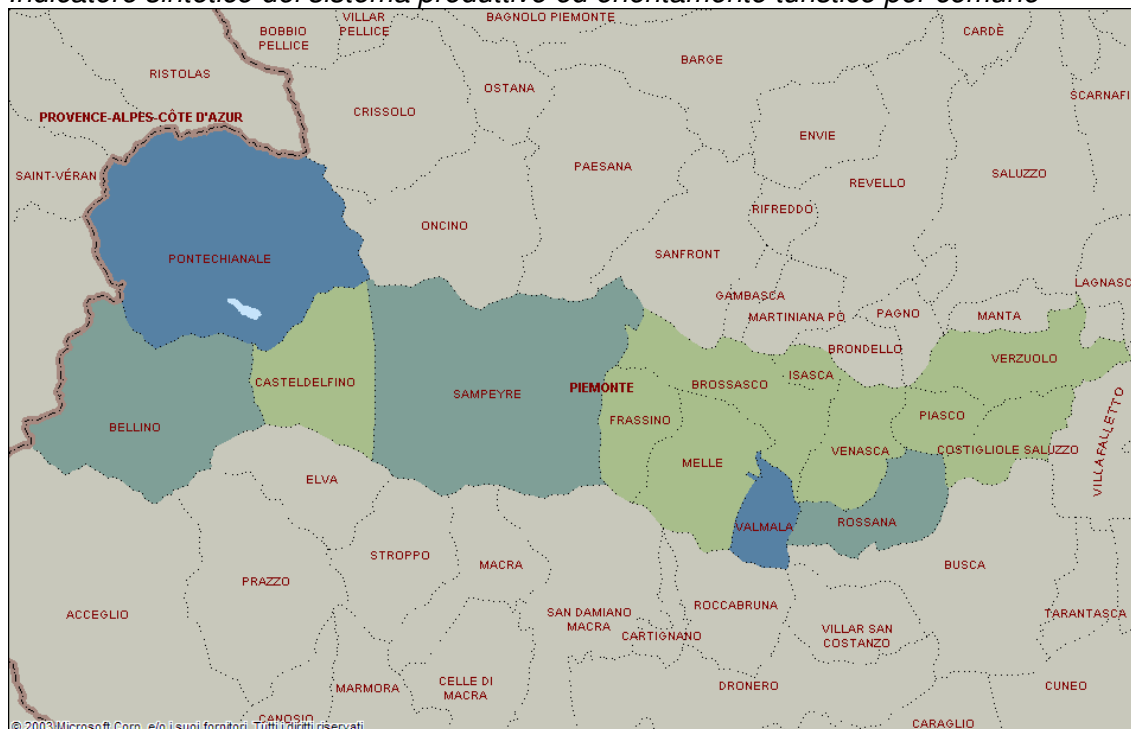 Indicatore sintetico del sistema produttivo ed orientamento turistico per comune
BAGNOLO PIEMONTE
VILLAR
PELLICE
BOBBIO
PELLICE
CARDÈ
RISTOLAS
BARGE
OSTANA
SCARNAFI
CRISSOLO
PROVENCE-ALPES-CÔTE D'AZUR
ENVIE
PAESANA
SALUZZO
SAINT-VÉRAN
REVELLO
RIFREDDO
ONCINO
SANFRONT
PONTECHIANALE
LAGNASC
GAMBASCA
MARTINIANA PO
PAGNO
MANTA
BRONDELLO
VERZUOLO
ISASCA
CASTELDELFINO
BROSSASCO
PIEMONTE
SAMPEYRE
PIASCO
FRASSINO
BELLINO
VENASCA
COSTIGLIOLE SALUZZO
MELLE
VILLAFALLETTO
ELVA
VALMALA
ROSSANA
STROPPO
MACRA
BUSCA
PRAZZO
ROCCABRUNA
ACCEGLIO
SAN DAMIANO
MACRA
TARANTASCA
CARTIGNANO
VILLAR SAN
COSTANZO
CELLE DI
MACRA
MARMORA
DRONERO
CUNEO
CANOSIO
CARAGLIO
© 2003 Microsoft Corp. e/o i suoi fornitori. Tutti i diritti riservati.